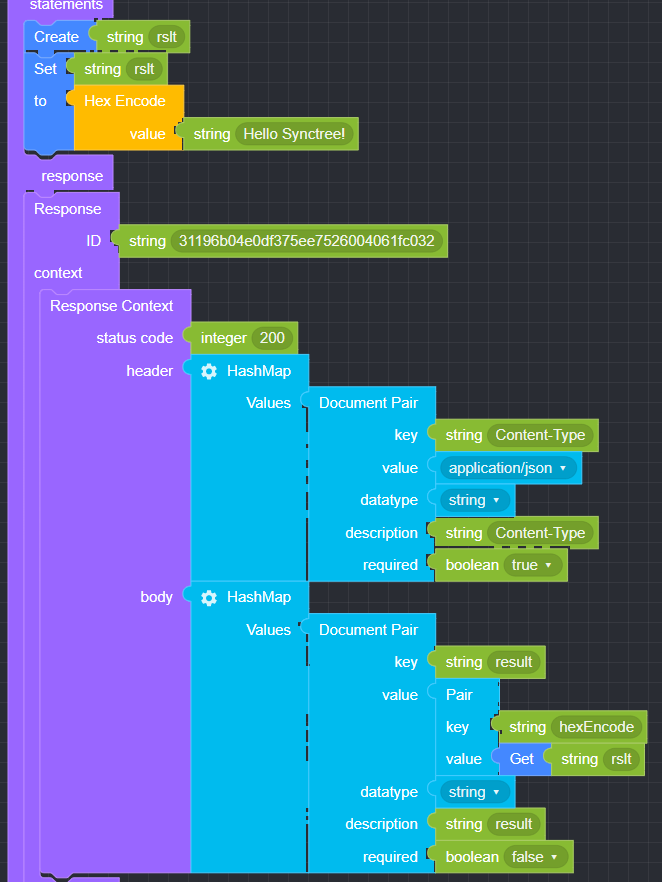 statements
Create string rslt
Set string rslt
to Hex Encode
value string Hello Synctree!
response
Response
ID string 31196b04e0df375ee7526004061fc032
context
Response Context
status code integer 200
header HashMap
Values Document Pair
key string Content-Type
value application/json
datatype string
description string Content-Type
required boolean true
body HashMap
Values Document Pair
key string result
value Pair
key string hexEncode
value Get string rslt
datatype string
description string result
required boolean false